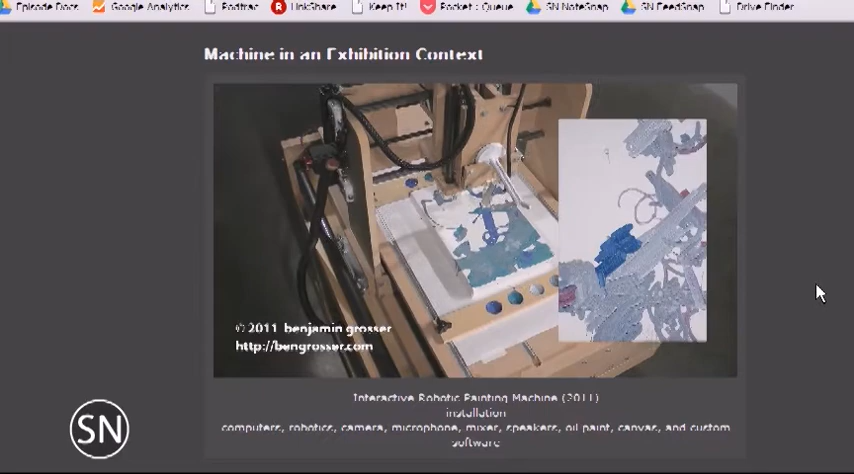 Episode Docs Google Analytics Podtrac LinkShare Keep It! Pocket : Queue SN NoteSnap SN FeedSnap Drive Finder
Machine in an Exhibition Context
© 2011 benjamin grosser
http://bengrosser.com
Interactive Robotic Painting Machine (2011)
installation
computers, robotics, camera, microphone, mixer, speakers, oil paint, canvas, and custom
software
SN